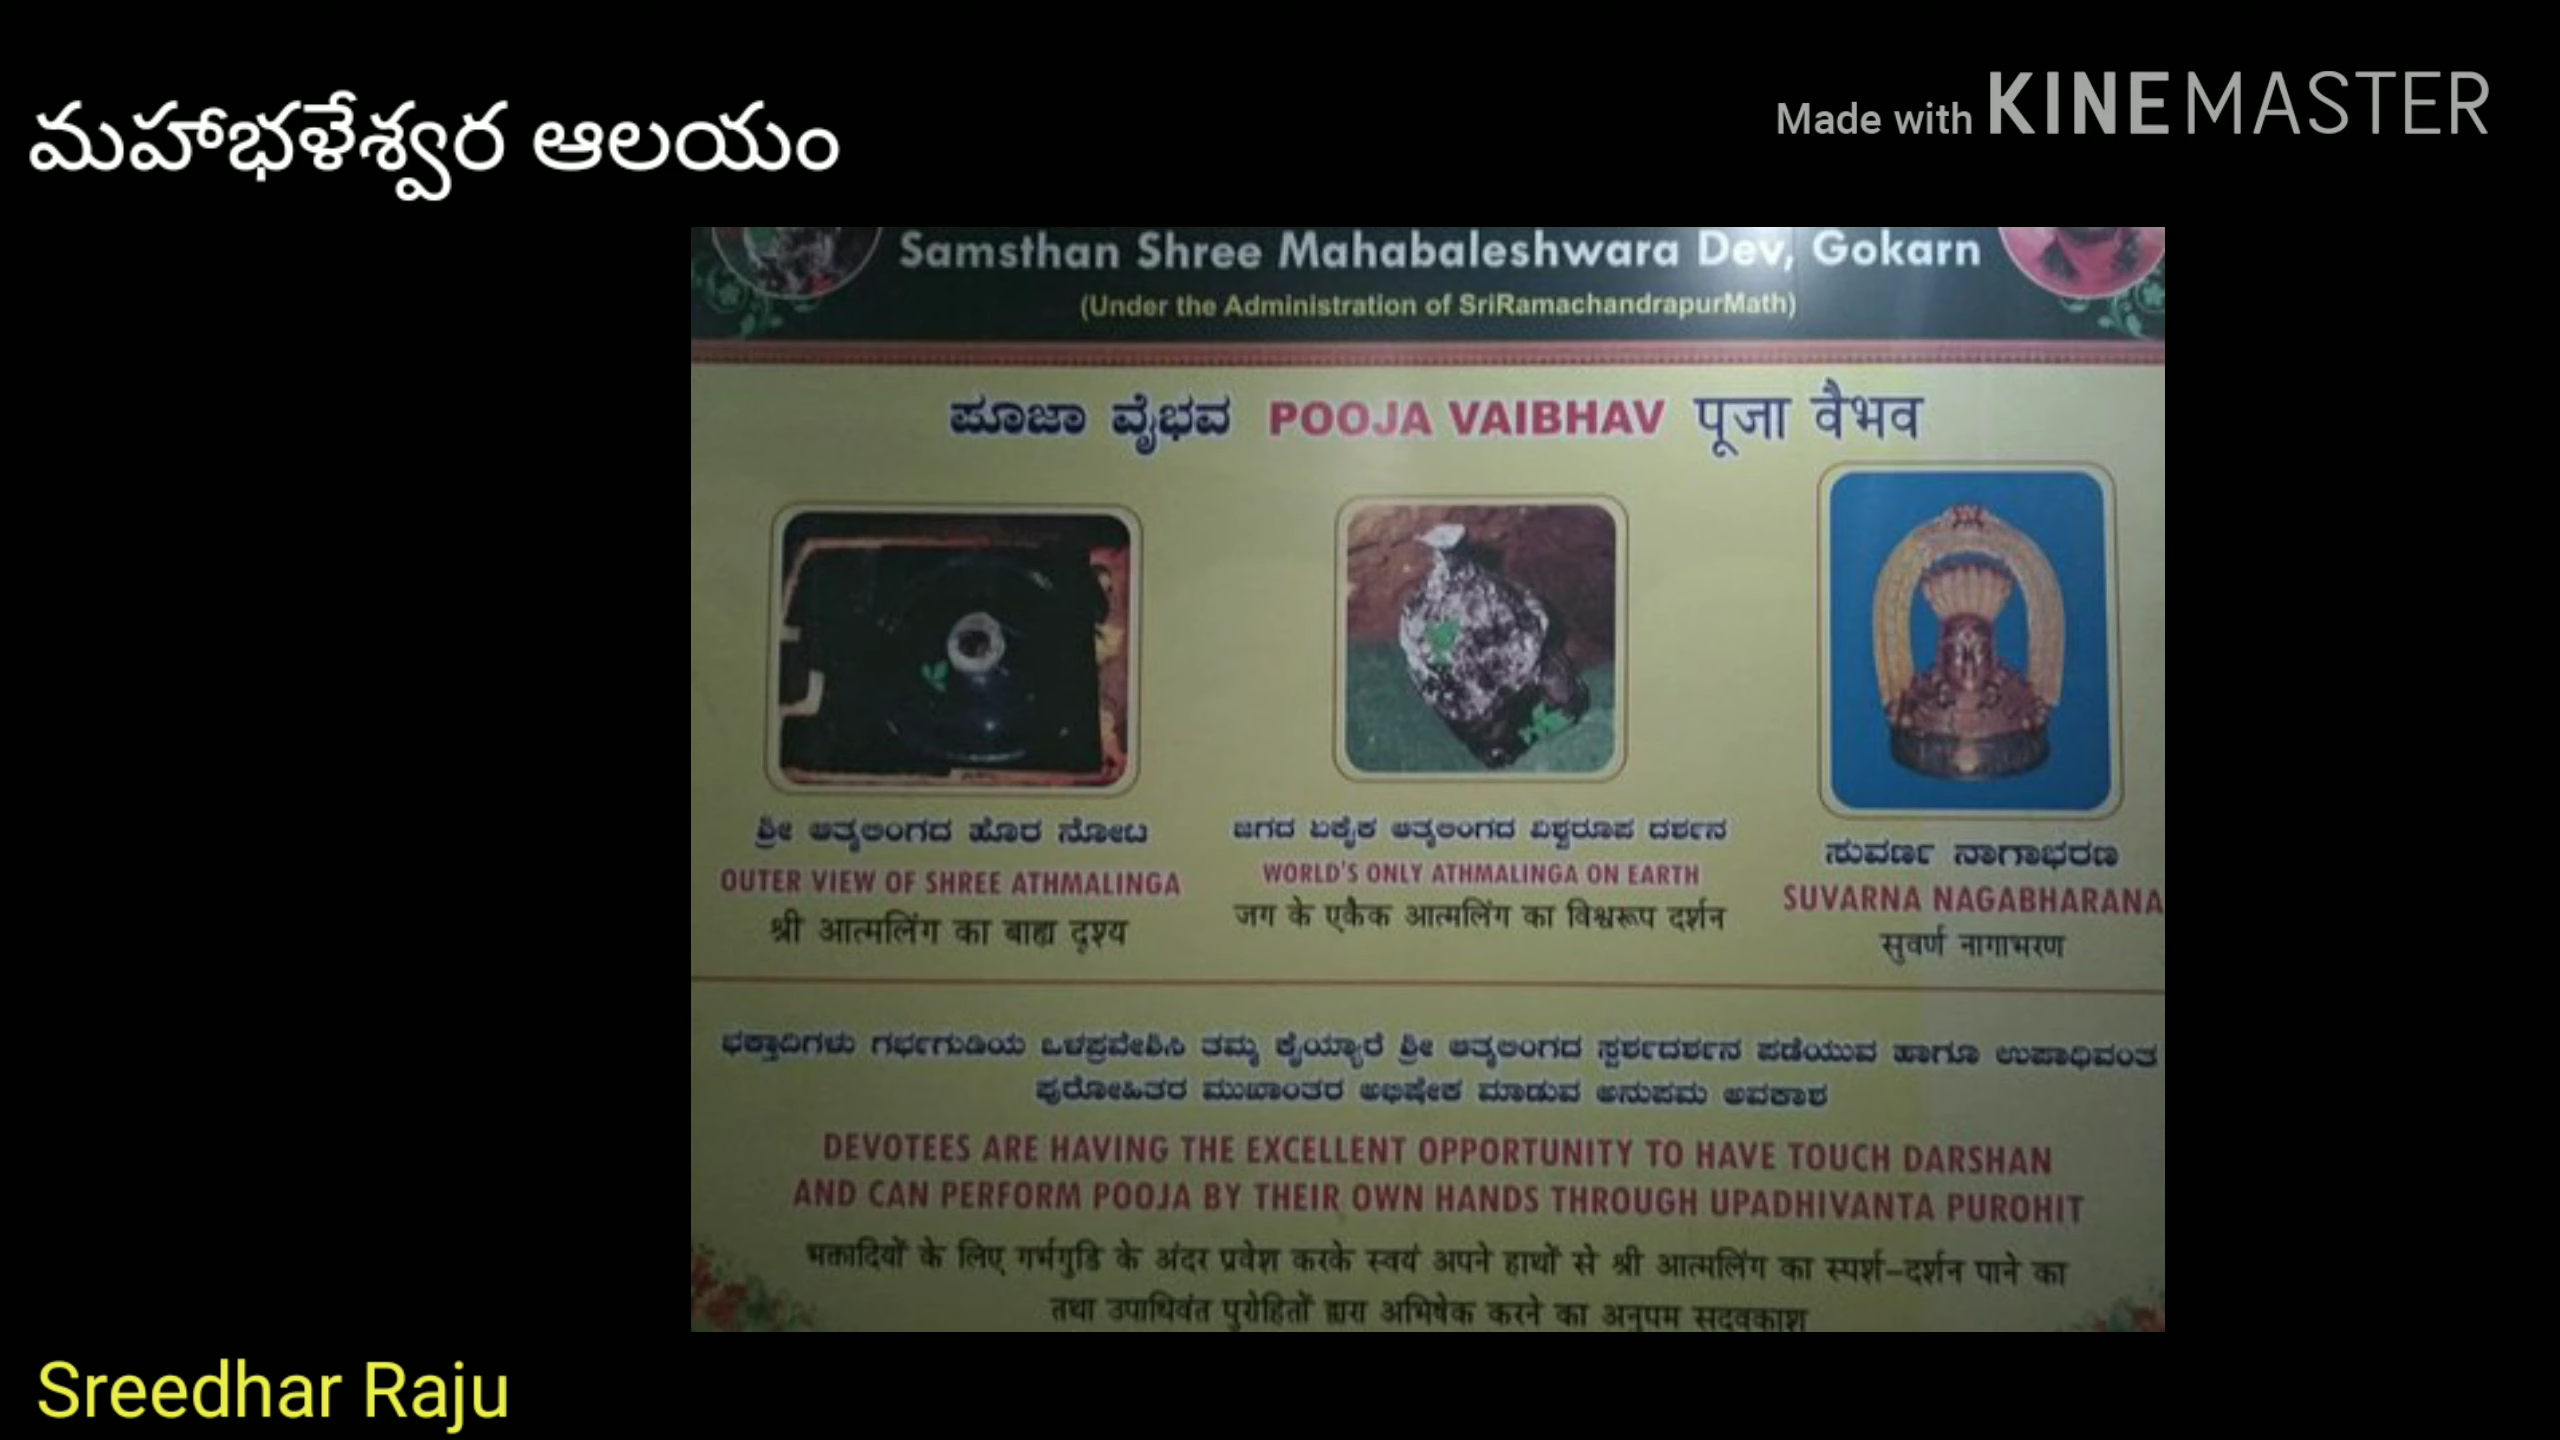 మహాభళేశ్వర ఆలయం
Made with KINEMASTER
Samsthan Shree Mahabaleshwara Dev, Gokarn
(Under the Administration of SriRamachandrapurMath)
ಪೂಜಾ ವೈಭವ POOJA VAIBHAV पूजा वैभव
ಶ್ರೀ ಆತ್ಮಲಿಂಗದ ಹೊರ ನೋಟ
OUTER VIEW OF SHREE ATHMALINGA
श्री आत्मलिंग का बाह्य दृश्य
ಜಗದ ಏಕೈಕ ಆತ್ಮಲಿಂಗದ ವಿಶ್ವರೂಪ ದರ್ಶನ
WORLD'S ONLY ATHMALINGA ON EARTH
जग के एकैक आत्मलिंग का विश्वरूप दर्शन
ಸುವರ್ಣ ನಾಗಾಭರಣ
SUVARNA NAGABHARANA
सुवर्ण नागाभरण
ಭಕ್ತಾದಿಗಳು ಗರ್ಭಗುಡಿಯ ಒಳಪ್ರವೇಶಿಸಿ ತಮ್ಮ ಕೈಯ್ಯಾರೆ ಶ್ರೀ ಆತ್ಮಲಿಂಗದ ಸ್ಪರ್ಶದರ್ಶನ ಪಡೆಯುವ ಹಾಗೂ ಉಪಾಧಿವಂತ
ಪುರೋಹಿತರ ಮುಖಾಂತರ ಅಭಿಷೇಕ ಮಾಡುವ ಅನುಪಮ ಅವಕಾಶ
DEVOTEES ARE HAVING THE EXCELLENT OPPORTUNITY TO HAVE TOUCH DARSHAN
AND CAN PERFORM POOJA BY THEIR OWN HANDS THROUGH UPADHIVANTA PUROHIT
भक्तादियों के लिए गर्भगुडि के अंदर प्रवेश करके स्वयं अपने हाथों से श्री आत्मलिंग का स्पर्श-दर्शन पाने का
तथा उपाधिवंत पुरोहितों द्वारा अभिषेक करने का अनुपम सदवकाश
Sreedhar Raju